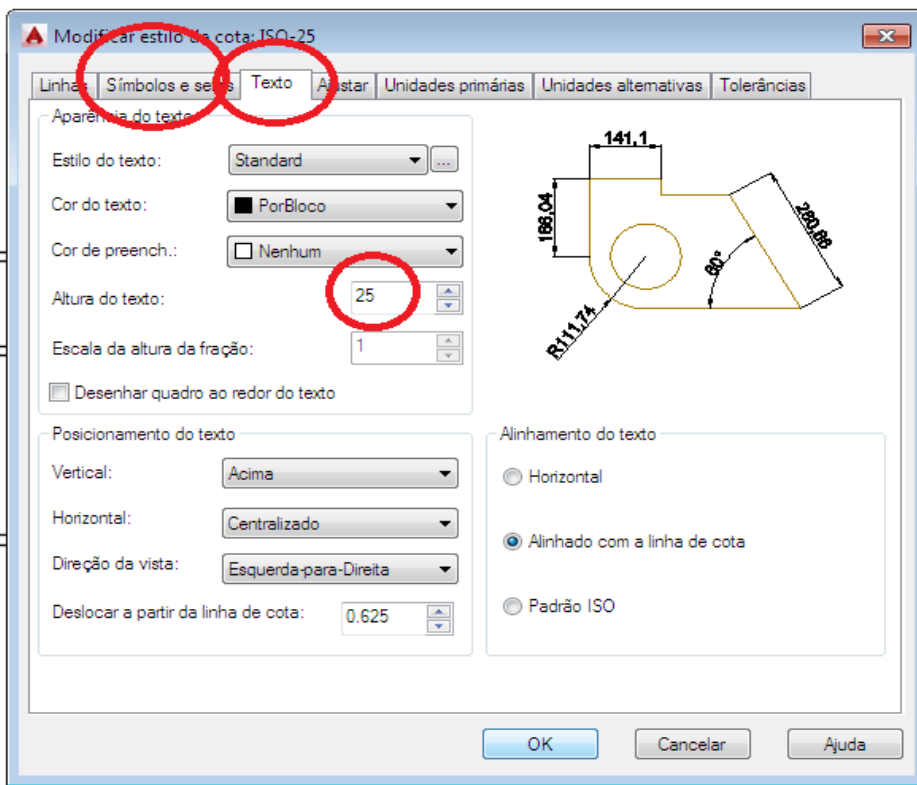 Modificar estilo de cota: ISO-25
Linhas Símbolos e setas Texto Ajustar Unidades primárias Unidades alternativas Tolerâncias
Aparência do texto
Estilo do texto: Standard ...
Cor do texto: PorBloco
Cor de preench.: Nenhum
Altura do texto: 25
Escala da altura da fração: 1
Desenhar quadro ao redor do texto
141,1
166,04
280,86
60°
R111,74
Posicionamento do texto
Vertical: Acima
Horizontal: Centralizado
Direção da vista: Esquerda-para-Direita
Deslocar a partir da linha de cota: 0.625
Alinhamento do texto
Horizontal
Alinhado com a linha de cota
Padrão ISO
OK Cancelar Ajuda